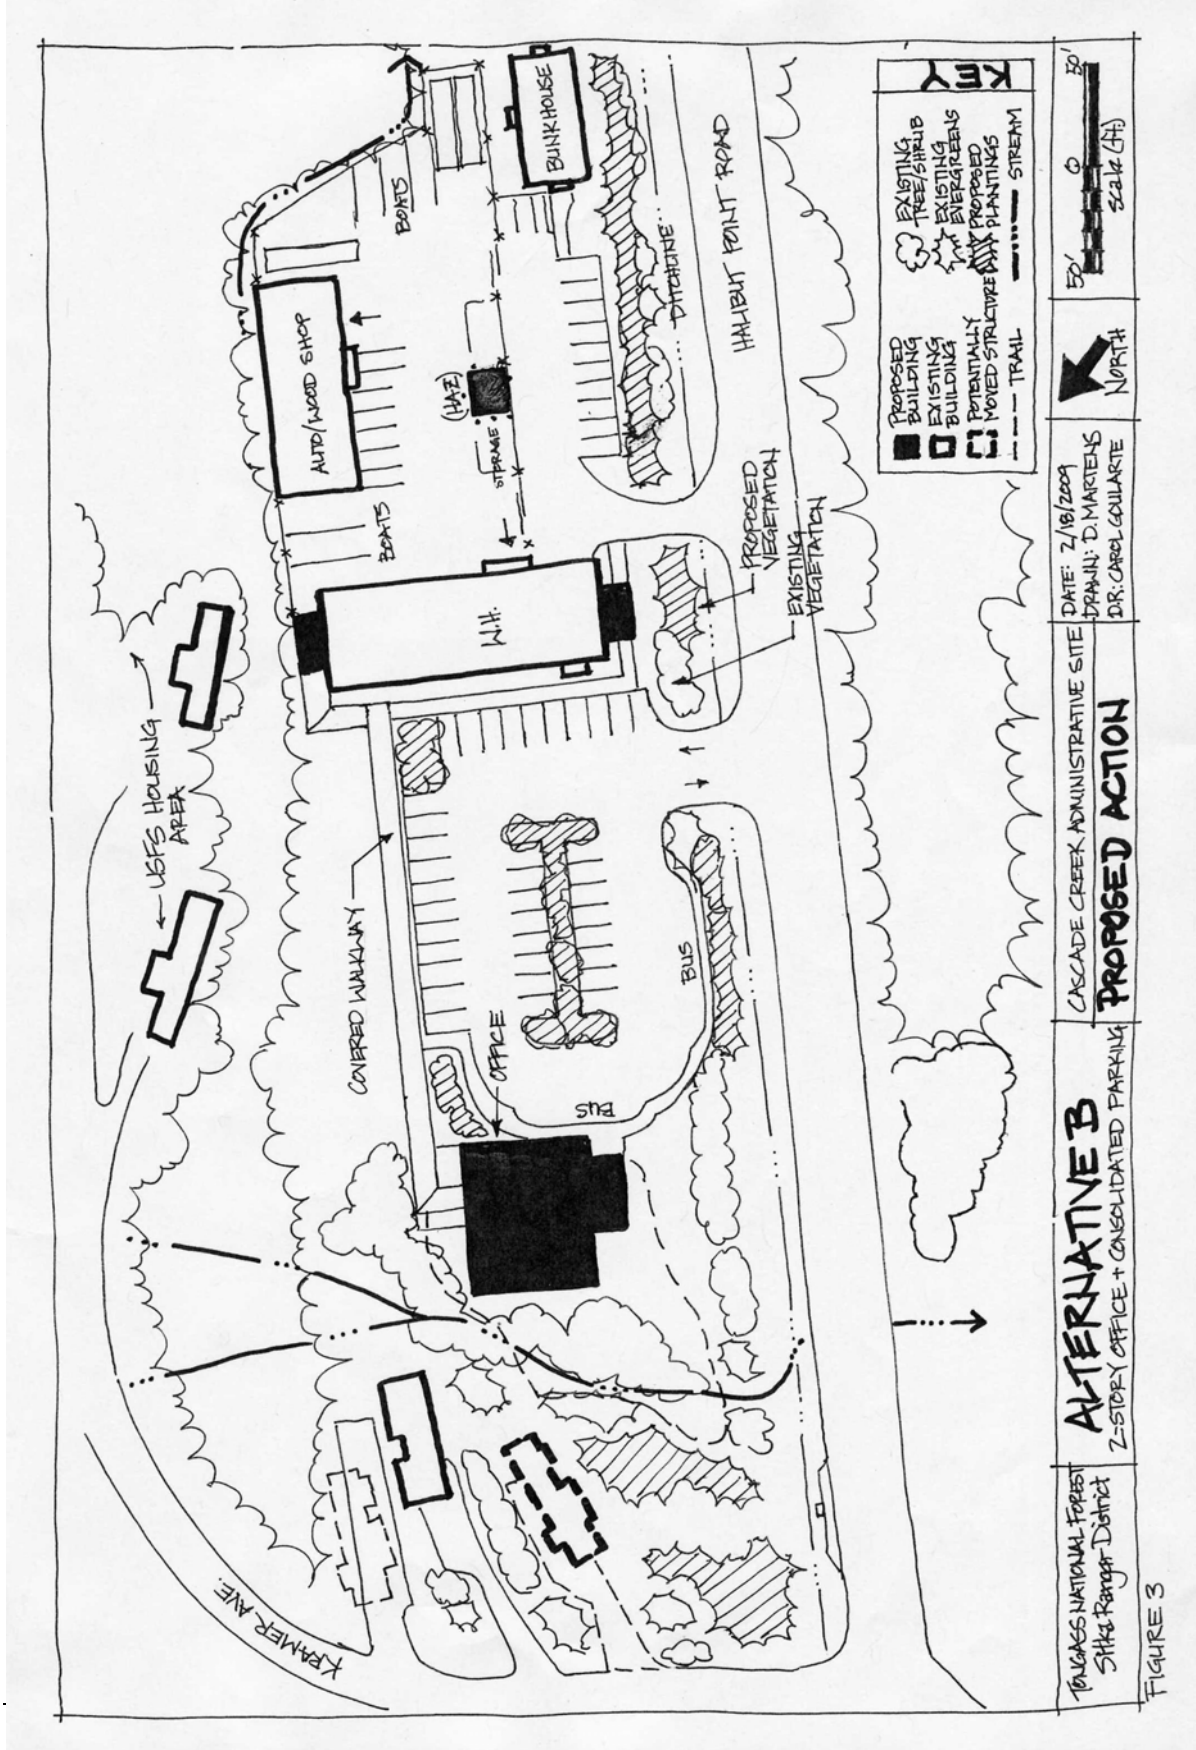 KRAMER AVE.
← USFS HOUSING →
AREA
COVERED WALKWAY
OFFICE
BUS
BUS
W.H.
BOATS
AUTO/WOOD SHOP
BOATS
STORAGE
(HAZ)
BUNKHOUSE
DITCHLINE
HALIBUT POINT ROAD
PROPOSED
VEGETATION
EXISTING
VEGETATION
KEY
PROPOSED
BUILDING
EXISTING
BUILDING
POTENTIALLY
MOVED STRUCTURE
TRAIL
EXISTING
TREE/SHRUB
EXISTING
EVERGREENS
PROPOSED
PLANTINGS
STREAM
TONGASS NATIONAL FOREST
Sitka Ranger District
ALTERNATIVE B
2-STORY OFFICE + CONSOLIDATED PARKING
CASCADE CREEK ADMINISTRATIVE SITE
PROPOSED ACTION
DATE: 2/18/2009
DRAWN: D. MARTENS
D.R: CAROL GOULARTE
NORTH
50' 0 50'
Scale (ft)
FIGURE 3